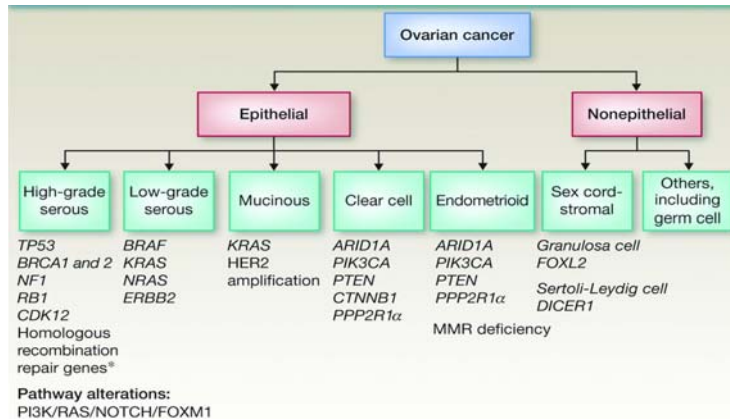 Ovarian cancer
Epithelial
Nonepithelial
High-grade
serous
Low-grade
serous
Mucinous
Clear cell
Endometrioid
Sex cord-
stromal
Others,
including
germ cell
TP53
BRCA1 and 2
NF1
RB1
CDK12
Homologous
recombination
repair genes*
BRAF
KRAS
NRAS
ERBB2
KRAS
HER2
amplification
ARID1A
PIK3CA
PTEN
CTNNB1
PPP2R1α
ARID1A
PIK3CA
PTEN
PPP2R1α
MMR deficiency
Granulosa cell
FOXL2
Sertoli-Leydig cell
DICER1
Pathway alterations:
PI3K/RAS/NOTCH/FOXM1